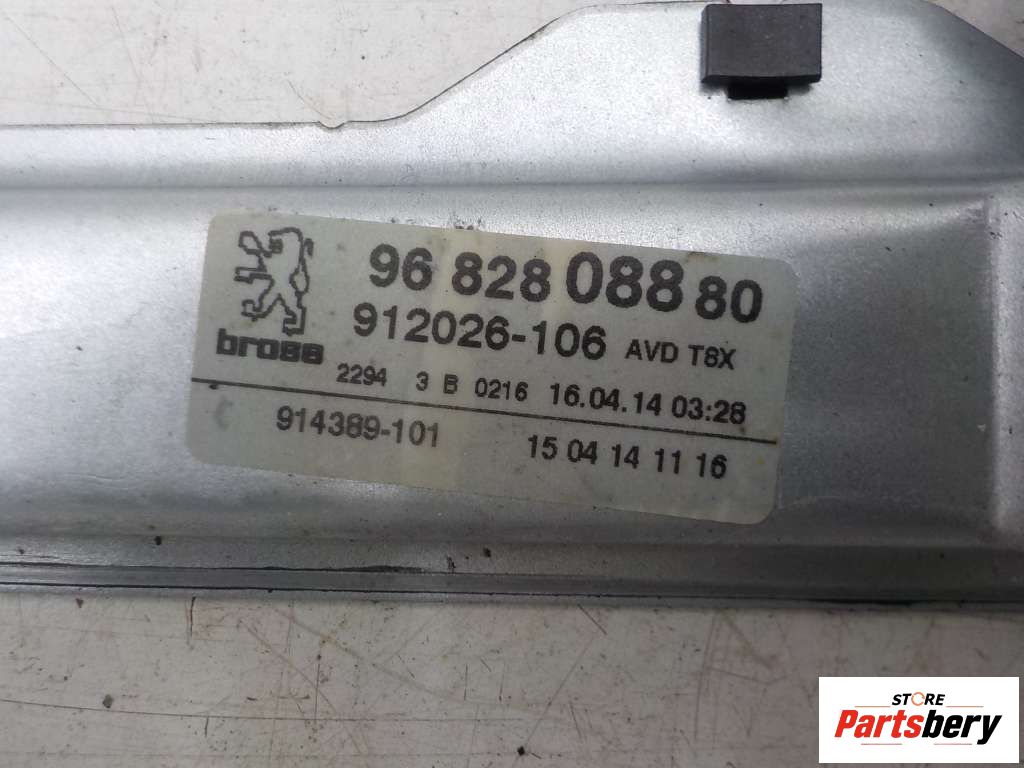 96 828 088 80
912026-106 AVD T8X
brose
2294 3 B 0216 16.04.14 03:28
914389-101 15 04 14 11 16
STORE
Partsbery